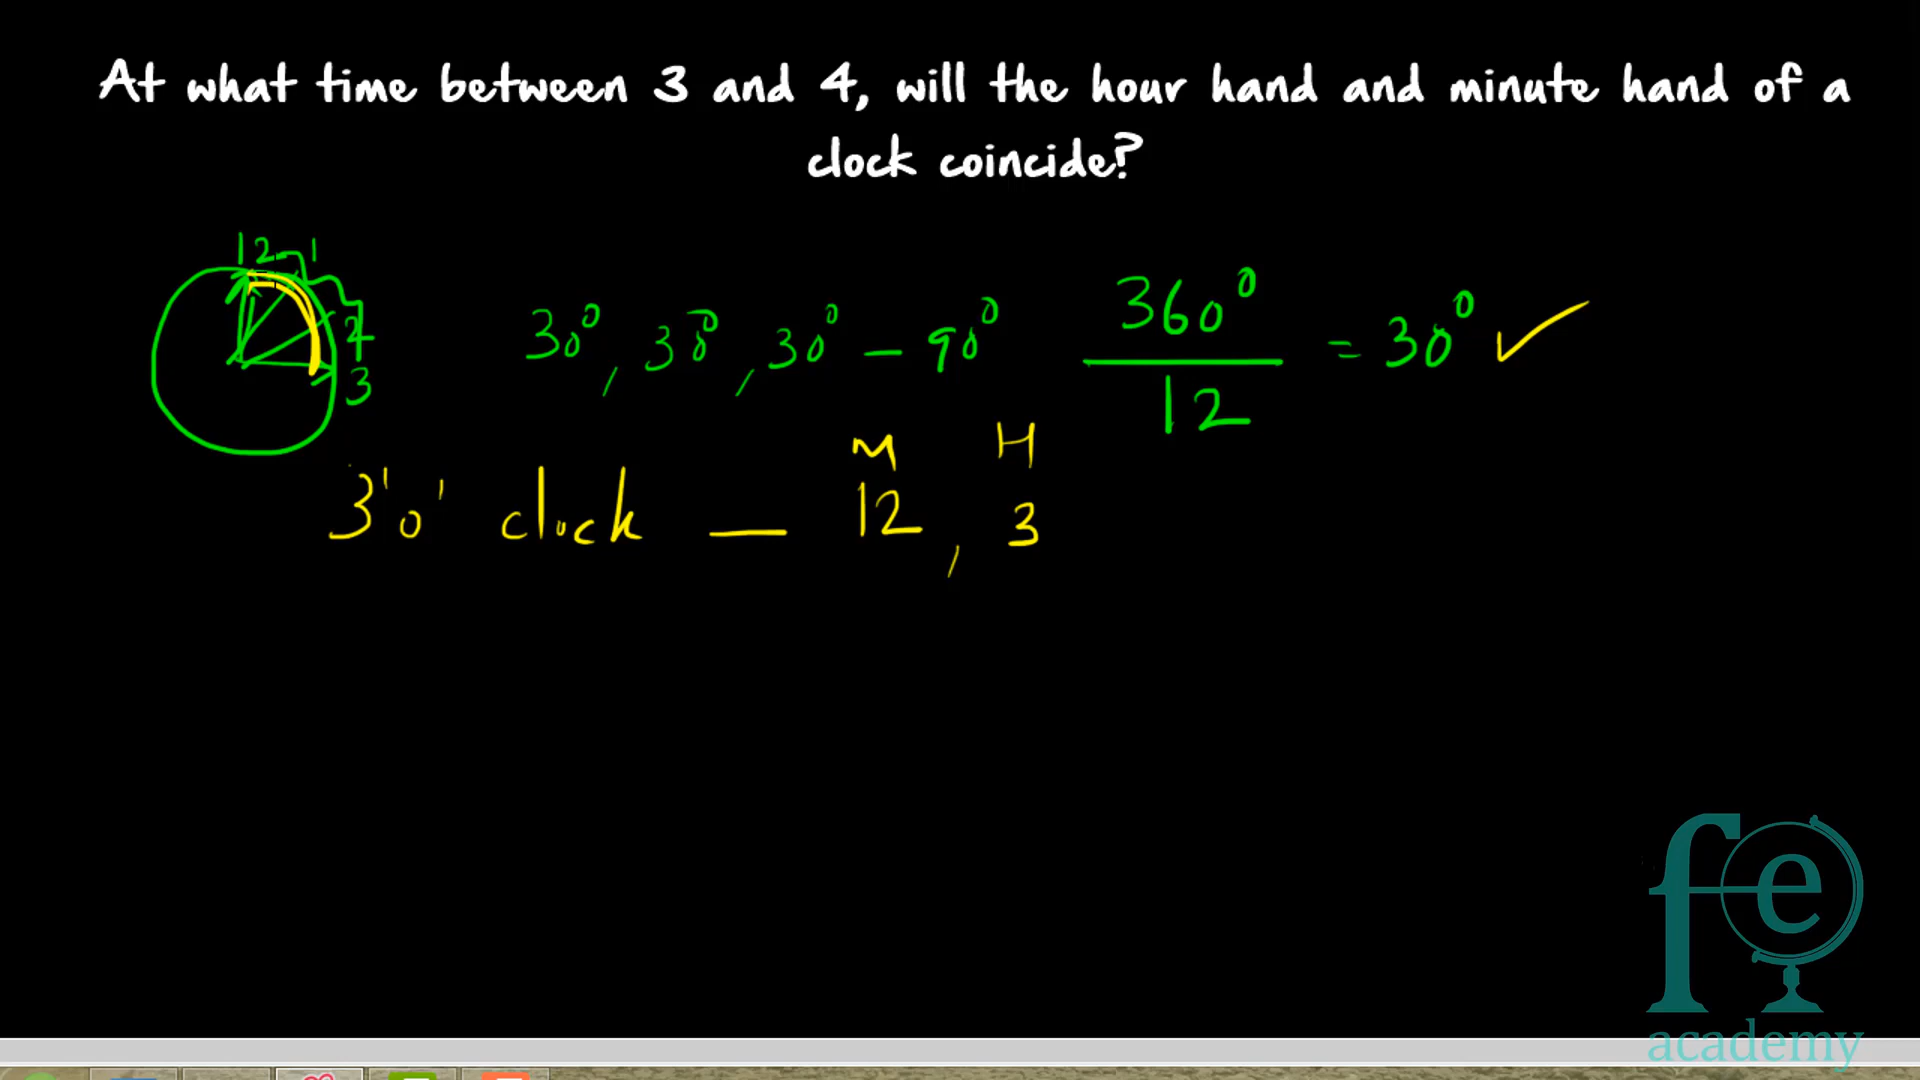 At what time between 3 and 4, will the hour hand and minute hand of a
clock coincide?
12 1
2
3
30°, 30°, 30° – 90°
360°
12
= 30° ✓
M H
3'0' clock — 12, 3
fe
academy